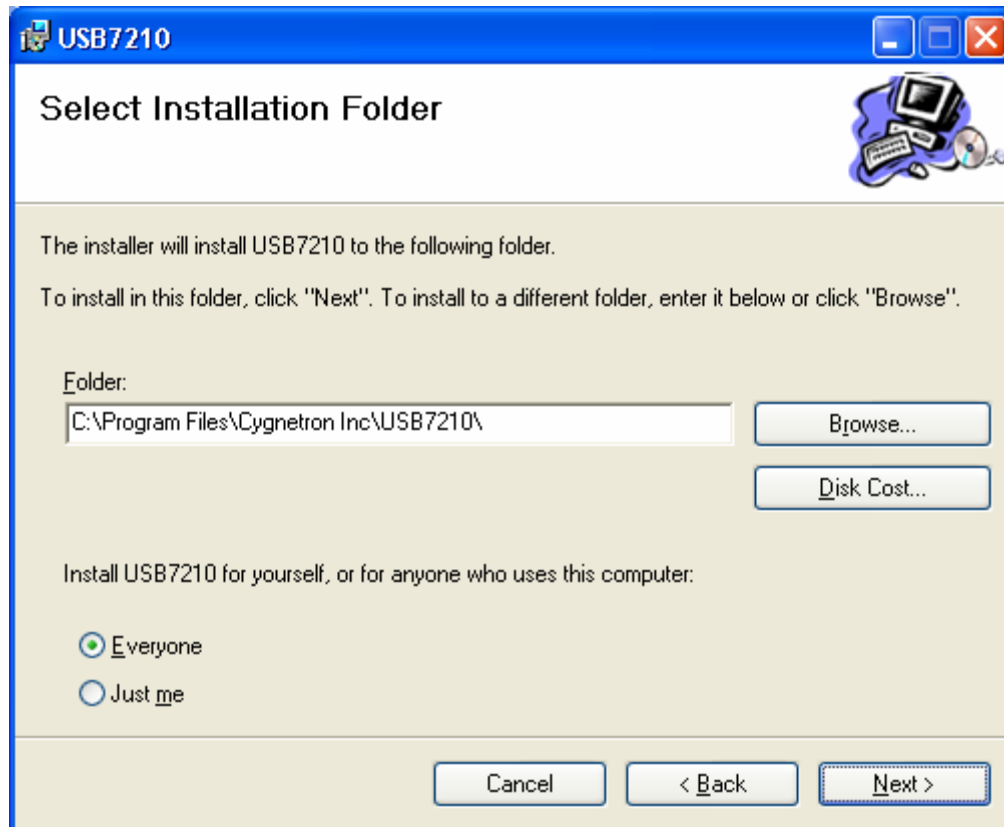 USB7210
Select Installation Folder
The installer will install USB7210 to the following folder.
To install in this folder, click "Next". To install to a different folder, enter it below or click "Browse".
Folder:
C:\Program Files\Cygnetron Inc\USB7210\
Browse...
Disk Cost...
Install USB7210 for yourself, or for anyone who uses this computer:
Everyone
Just me
Cancel
< Back
Next >